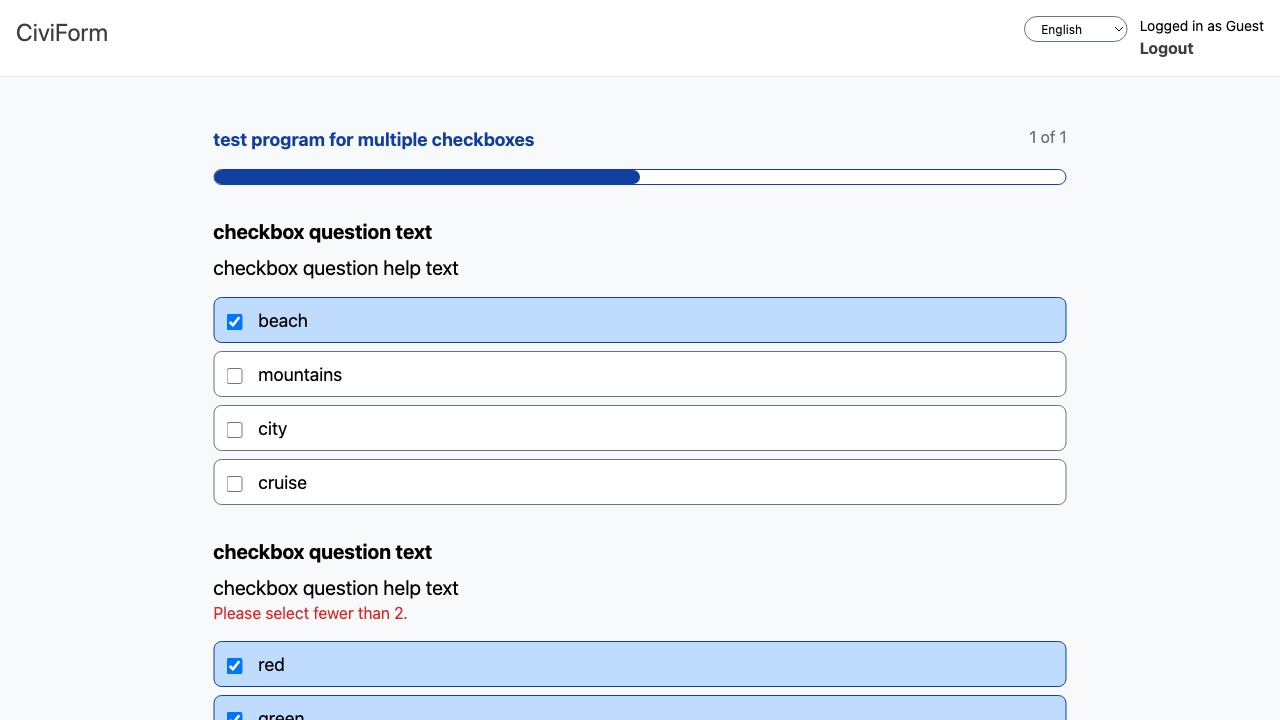 CiviForm
English
Logged in as Guest
Logout
test program for multiple checkboxes
1 of 1
checkbox question text
checkbox question help text
beach
mountains
city
cruise
checkbox question text
checkbox question help text
Please select fewer than 2.
red
green